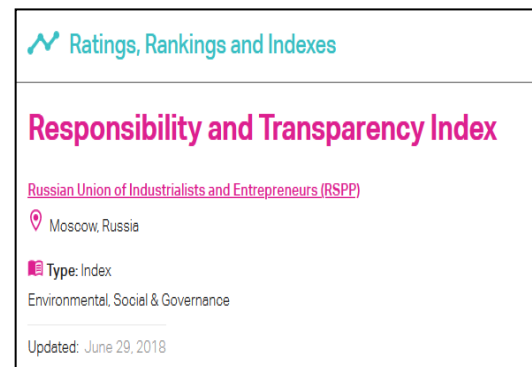 Ratings, Rankings and Indexes
Responsibility and Transparency Index
Russian Union of Industrialists and Entrepreneurs (RSPP)
Moscow, Russia
Type: Index
Environmental, Social & Governance
Updated: June 29, 2018